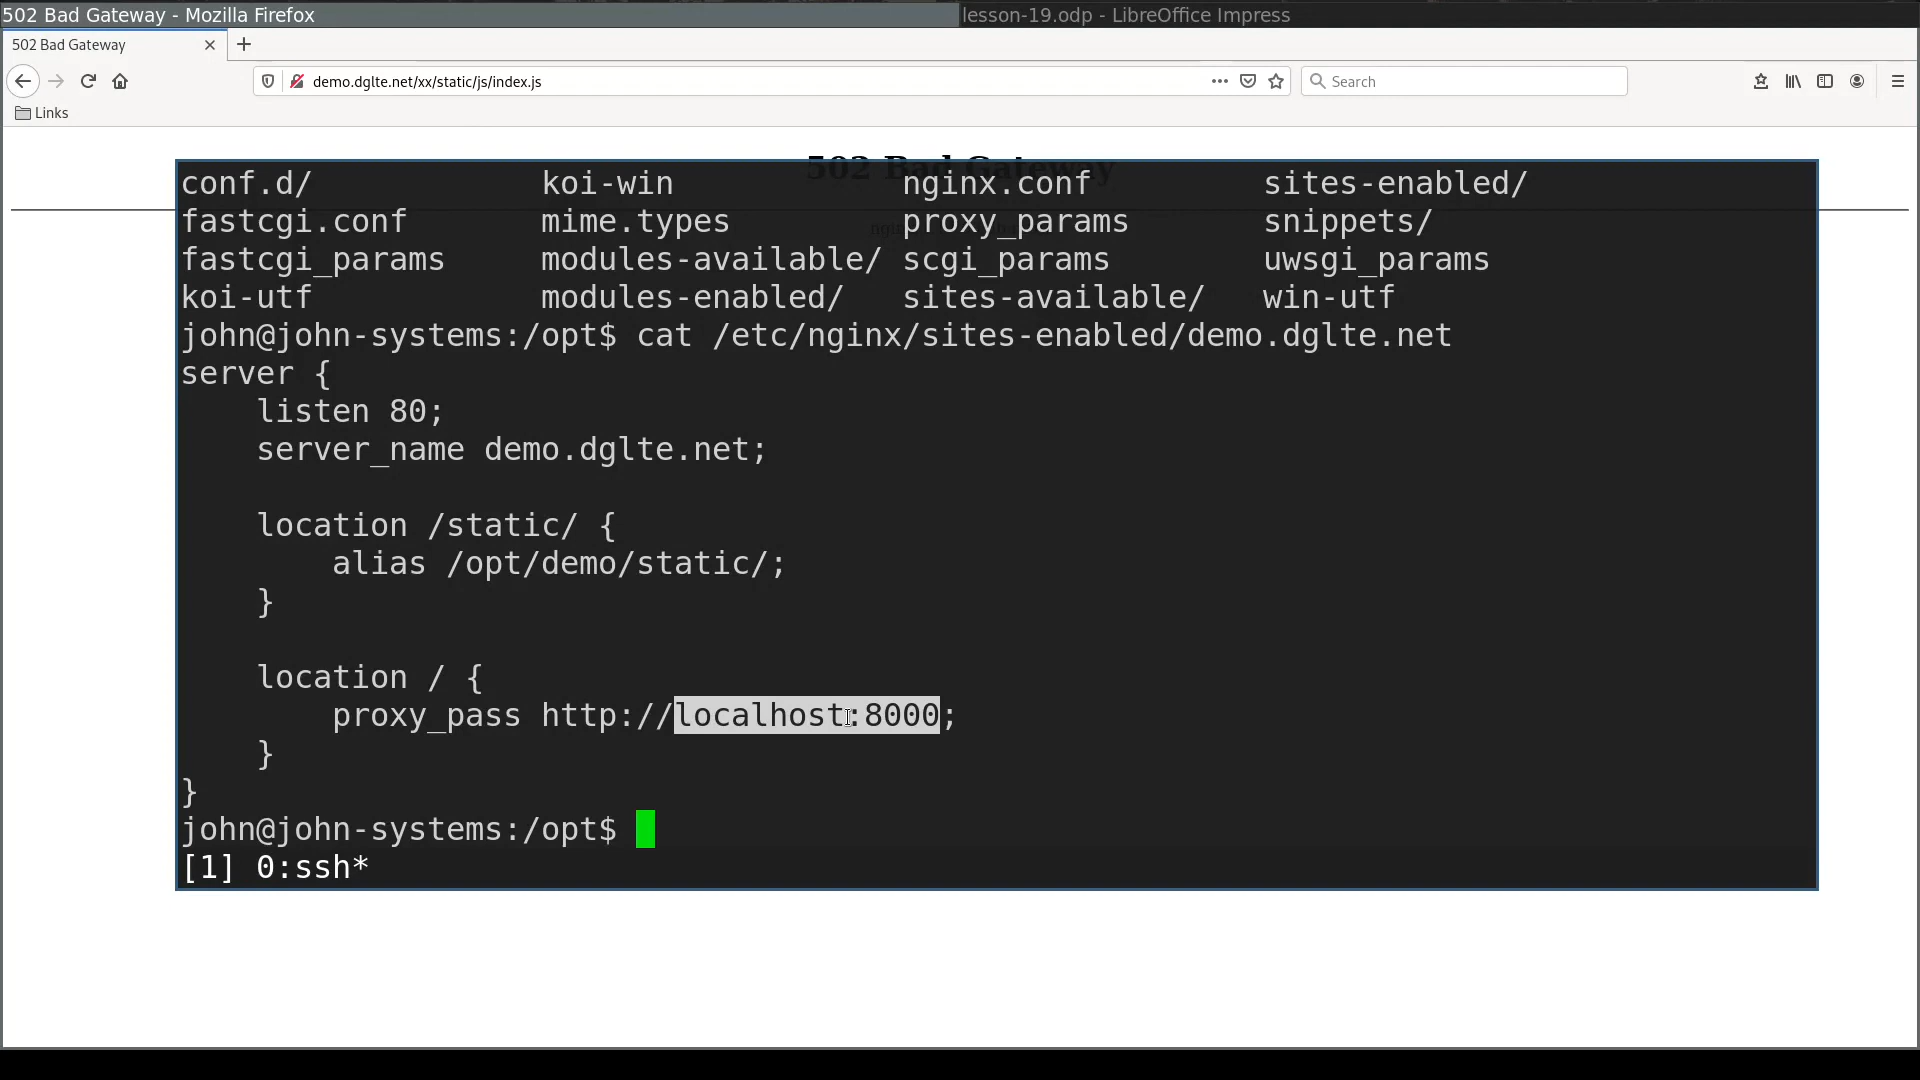 502 Bad Gateway - Mozilla Firefox
lesson-19.odp - LibreOffice Impress
502 Bad Gateway
demo.dglte.net/xx/static/js/index.js
Search
Links
502 Bad Gateway
conf.d/ koi-win nginx.conf sites-enabled/
fastcgi.conf mime.types proxy_params snippets/
fastcgi_params modules-available/ scgi_params uwsgi_params
koi-utf modules-enabled/ sites-available/ win-utf
john@john-systems:/opt$ cat /etc/nginx/sites-enabled/demo.dglte.net
server {
listen 80;
server_name demo.dglte.net;
location /static/ {
alias /opt/demo/static/;
}
location / {
proxy_pass http://localhost:8000;
}
}
john@john-systems:/opt$
[1] 0:ssh*